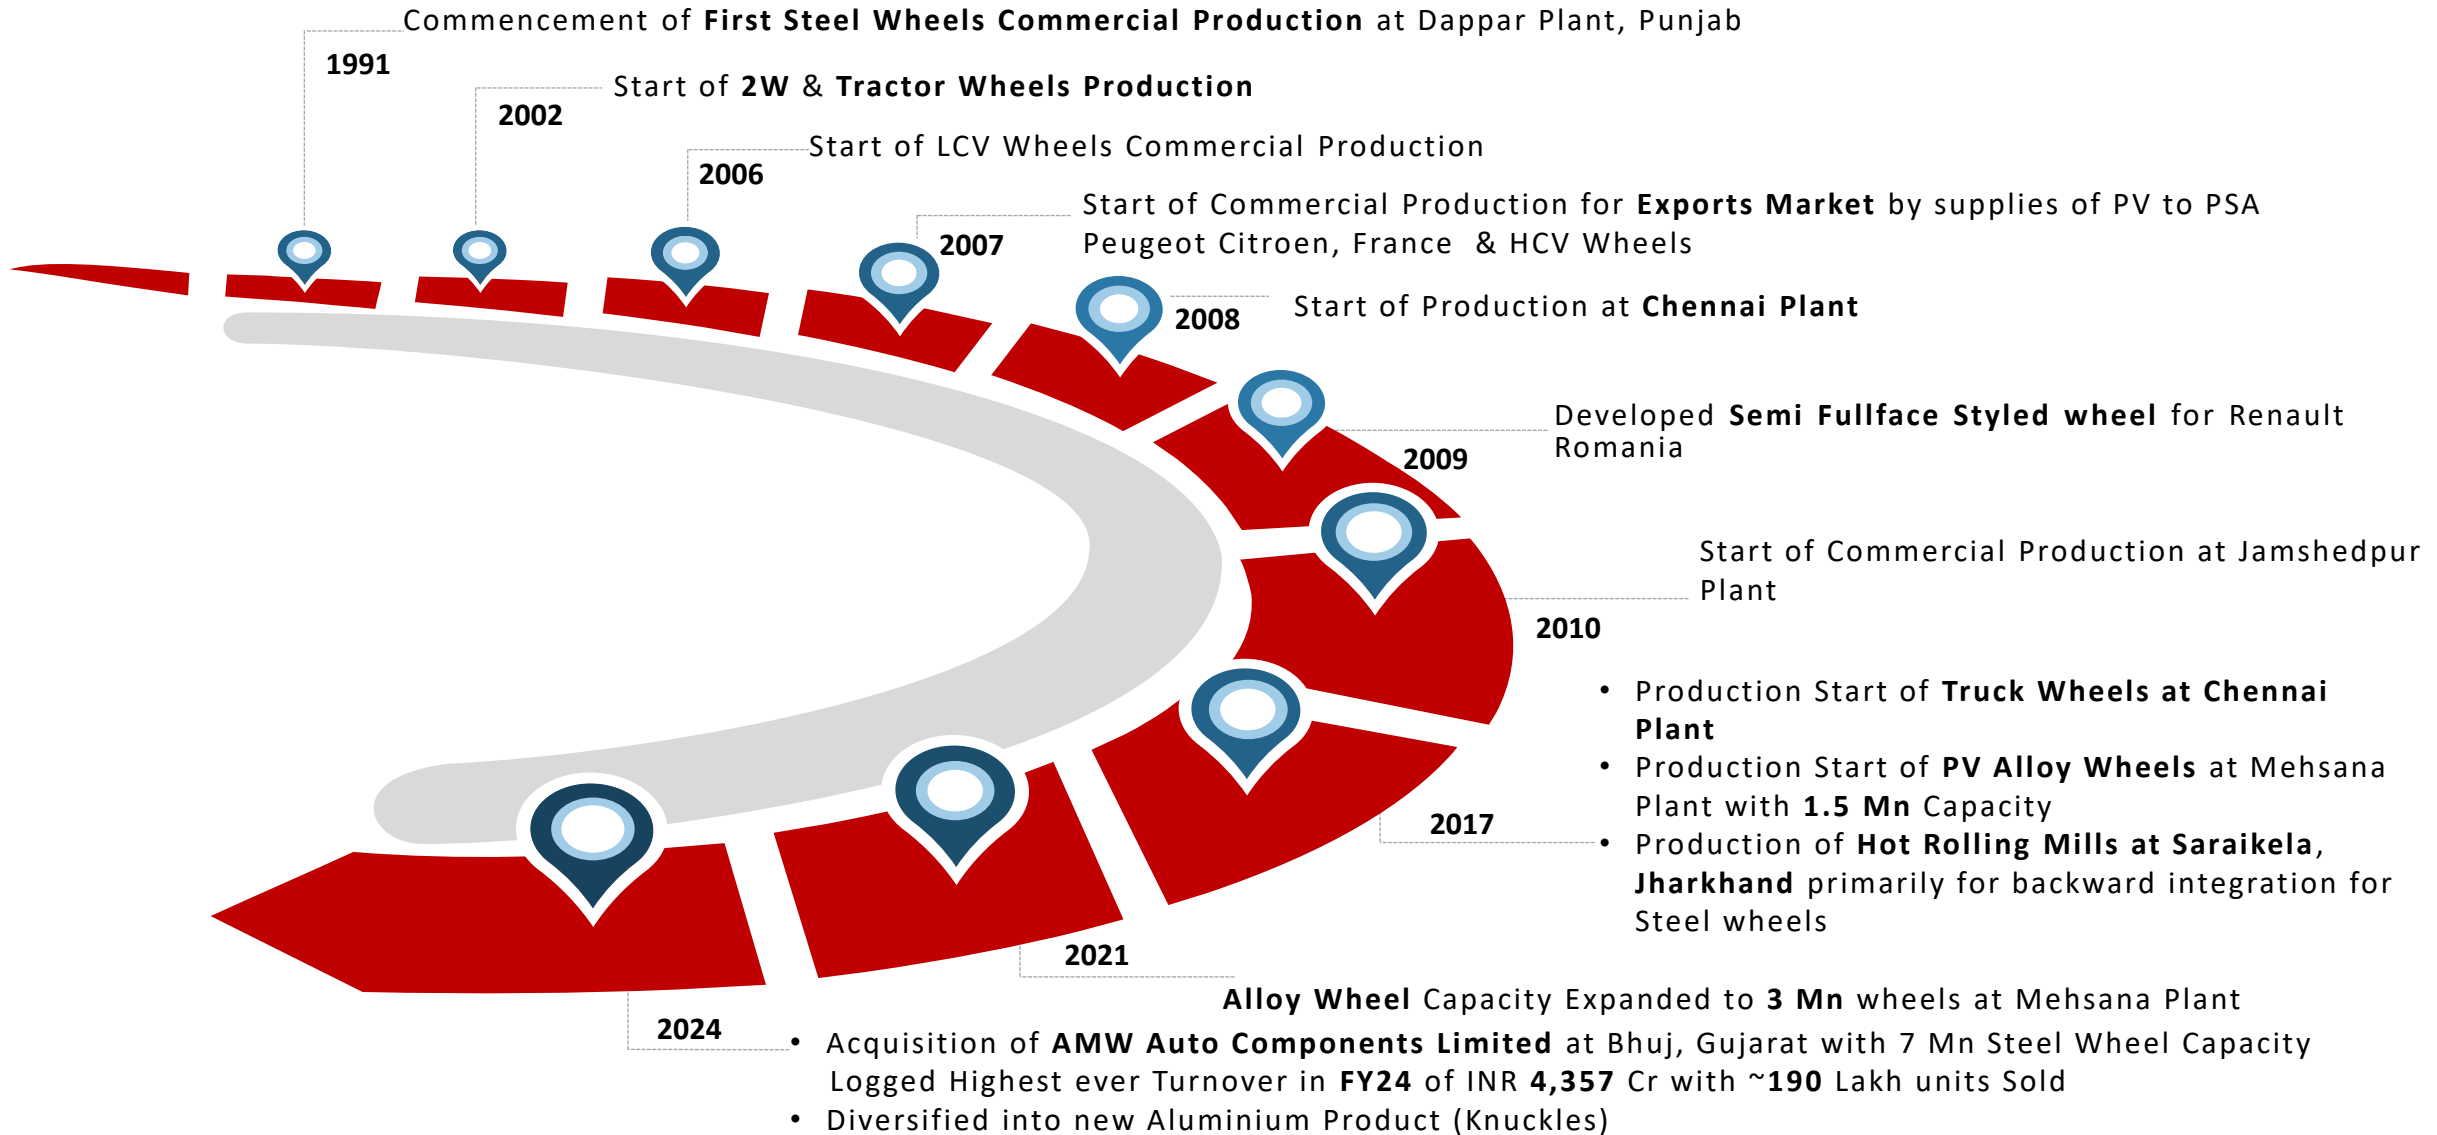 Commencement of First Steel Wheels Commercial Production at Dappar Plant, Punjab
1991
Start of 2W & Tractor Wheels Production
2002
Start of LCV Wheels Commercial Production
2006
Start of Commercial Production for Exports Market by supplies of PV to PSA
Peugeot Citroen, France & HCV Wheels
2007
Start of Production at Chennai Plant
2008
Developed Semi Fullface Styled wheel for Renault
Romania
2009
Start of Commercial Production at Jamshedpur
Plant
2010
• Production Start of Truck Wheels at Chennai
Plant
• Production Start of PV Alloy Wheels at Mehsana
Plant with 1.5 Mn Capacity
2017
• Production of Hot Rolling Mills at Saraikela,
Jharkhand primarily for backward integration for
Steel wheels
2021
Alloy Wheel Capacity Expanded to 3 Mn wheels at Mehsana Plant
2024
• Acquisition of AMW Auto Components Limited at Bhuj, Gujarat with 7 Mn Steel Wheel Capacity
Logged Highest ever Turnover in FY24 of INR 4,357 Cr with ~190 Lakh units Sold
• Diversified into new Aluminium Product (Knuckles)